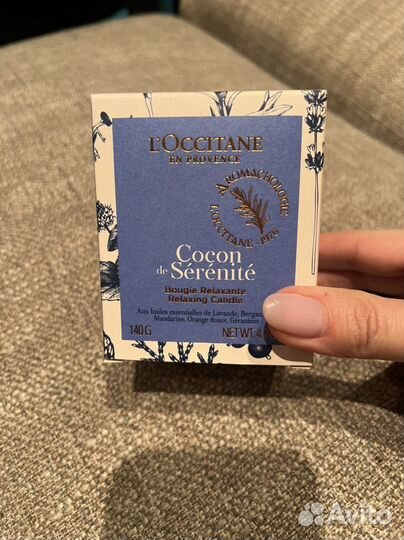 L'OCCITANE
EN PROVENCE
AROMACHOLOGIE
L'OCCITANE - 1976
Cocon
de Sérénité
Bougie Relaxante
Relaxing Candle
Aux huiles essentielles de Lavande,
Mandarine, Orange douce, Géranium
140 G
NET WT. 4.
Avito